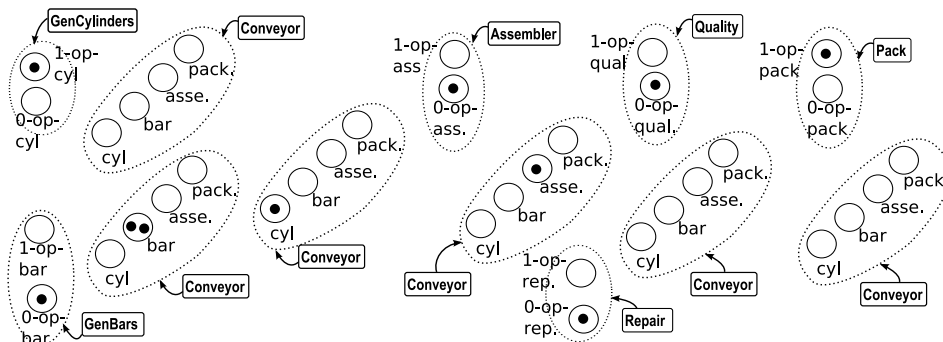 GenCylinders
1-op-
cyl
0-op-
cyl
Conveyor
pack.
asse.
bar
cyl
1-op-
bar
0-op-
bar
GenBars
pack.
asse.
bar
cyl
Conveyor
pack.
asse.
bar
cyl
Conveyor
Assembler
1-op-
ass
0-op-
ass.
pack.
asse.
bar
cyl
Conveyor
Quality
1-op-
qual
0-op-
qual.
1-op-
rep.
0-op-
rep.
Repair
pack.
asse.
bar
cyl
Conveyor
Pack
1-op-
pack
0-op-
pack.
pack.
asse.
bar
cyl
Conveyor